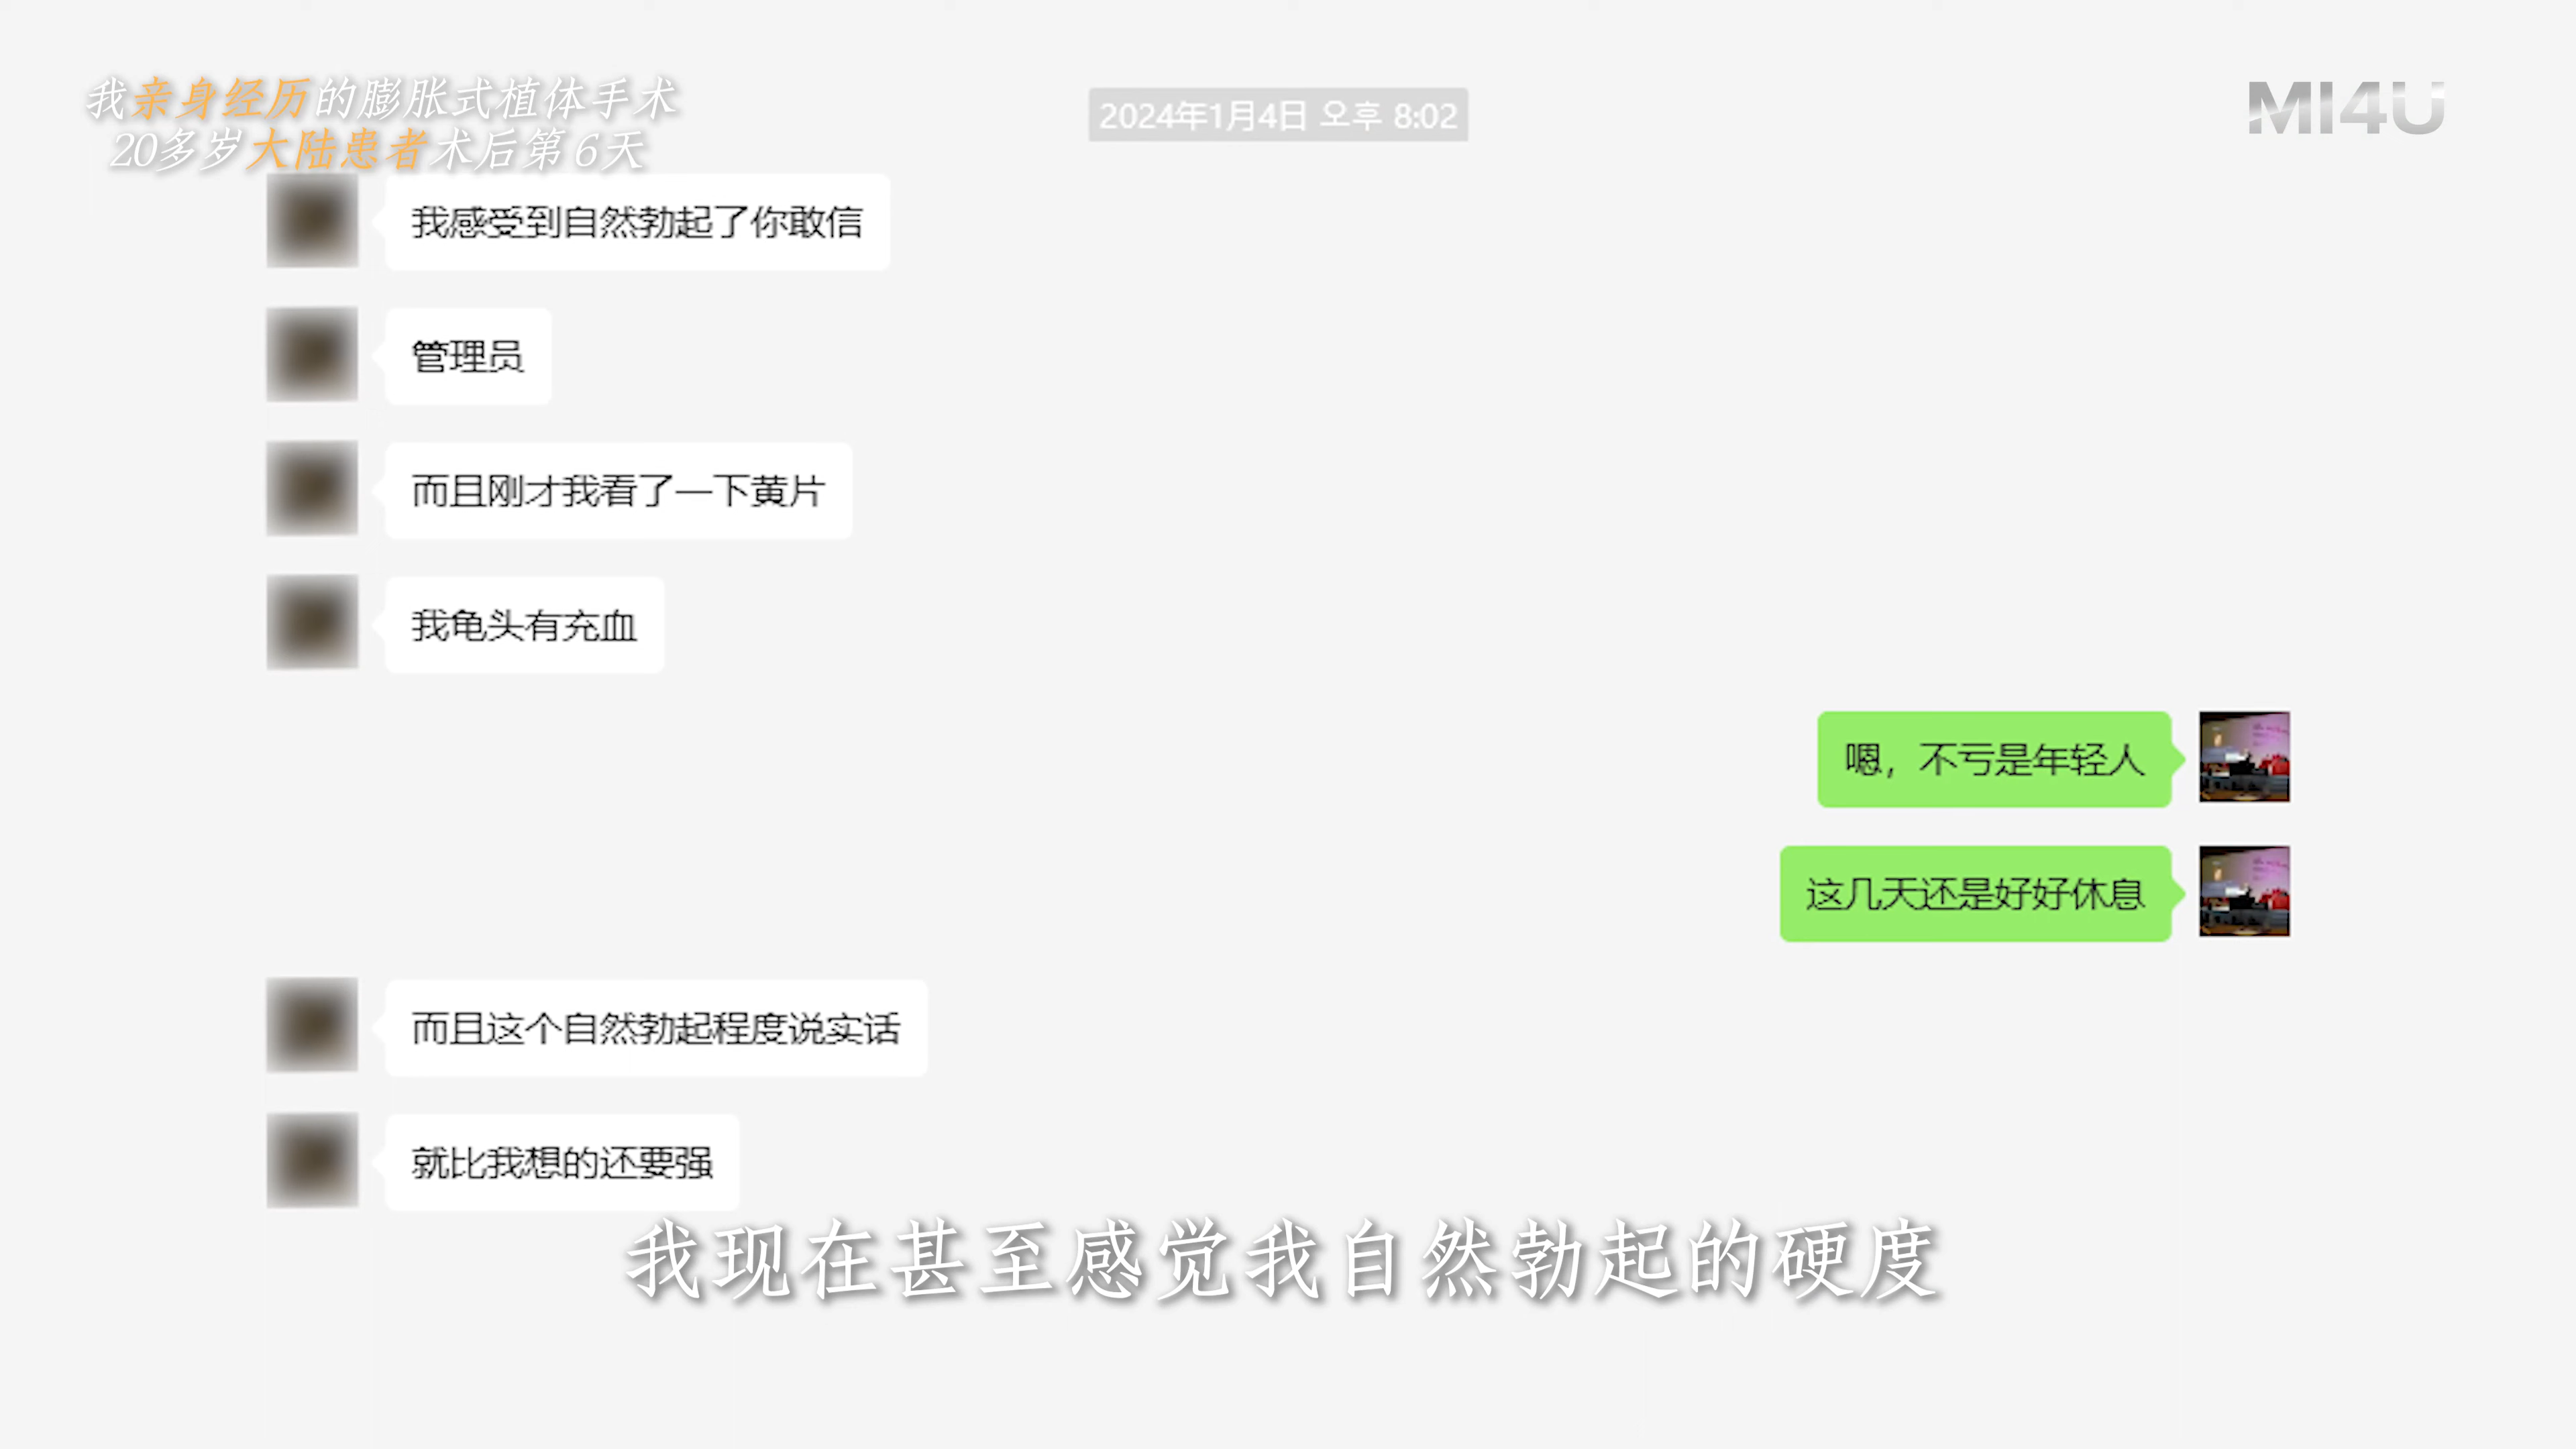 我亲身经历的膨胀式植体手术
20多岁大陆患者术后第6天
MI4U
2024年1月4日 오후 8:02
我感受到自然勃起了你敢信
管理员
而且刚才我看了一下黄片
我龟头有充血
嗯，不亏是年轻人
这几天还是好好休息
而且这个自然勃起程度说实话
就比我想的还要强
我现在甚至感觉我自然勃起的硬度